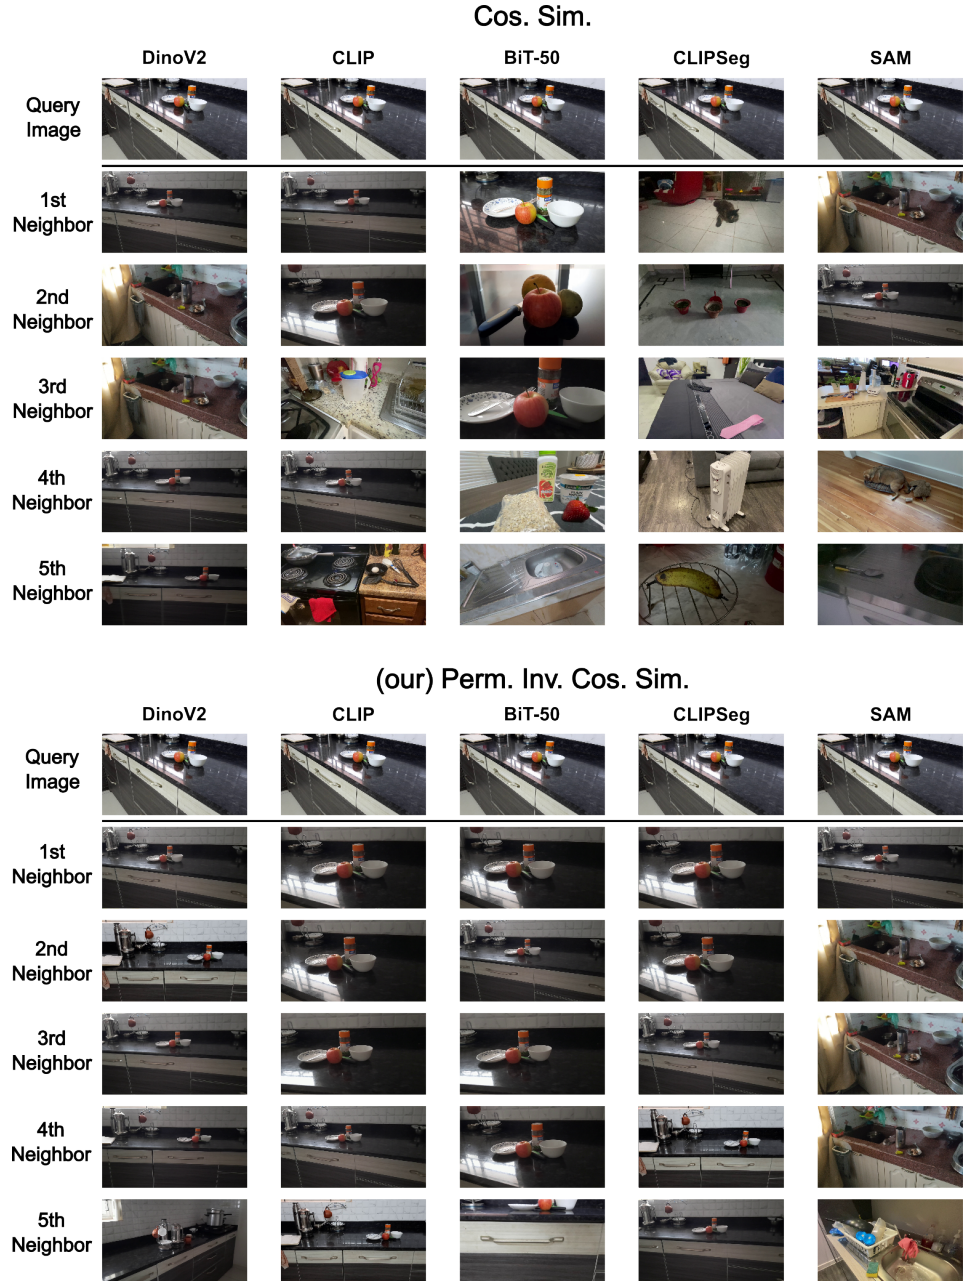 Cos. Sim.
DinoV2 CLIP BiT-50 CLIPSeg SAM
Query
Image
1st
Neighbor
2nd
Neighbor
3rd
Neighbor
4th
Neighbor
5th
Neighbor
(our) Perm. Inv. Cos. Sim.
DinoV2 CLIP BiT-50 CLIPSeg SAM
Query
Image
1st
Neighbor
2nd
Neighbor
3rd
Neighbor
4th
Neighbor
5th
Neighbor